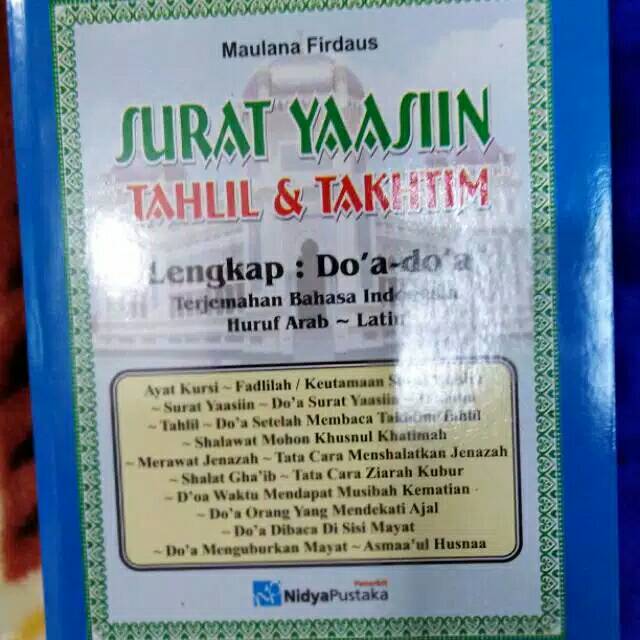 Maulana Firdaus
SURAT YAASIIN
TAHLIL & TAKHTIM
Lengkap : Do'a-do'a
Terjemahan Bahasa Indonesia
Huruf Arab ~ Latin
Ayat Kursi ~ Fadlilah / Keutamaan
~ Surat Yaasiin ~ Do'a Surat Yaasiin
~ Tahlil ~ Do'a Setelah Membaca Takhtim/Tahlil
~ Shalawat Mohon Khusnul Khatimah
~ Merawat Jenazah ~ Tata Cara Menshalatkan Jenazah
~ Shalat Gha'ib ~ Tata Cara Ziarah Kubur
~ D'oa Waktu Mendapat Musibah Kematian
~ Do'a Orang Yang Mendekati Ajal
~ Do'a Dibaca Di Sisi Mayat
~ Do'a Menguburkan Mayat ~ Asmaa'ul Husnaa
Penerbit
NidyaPustaka